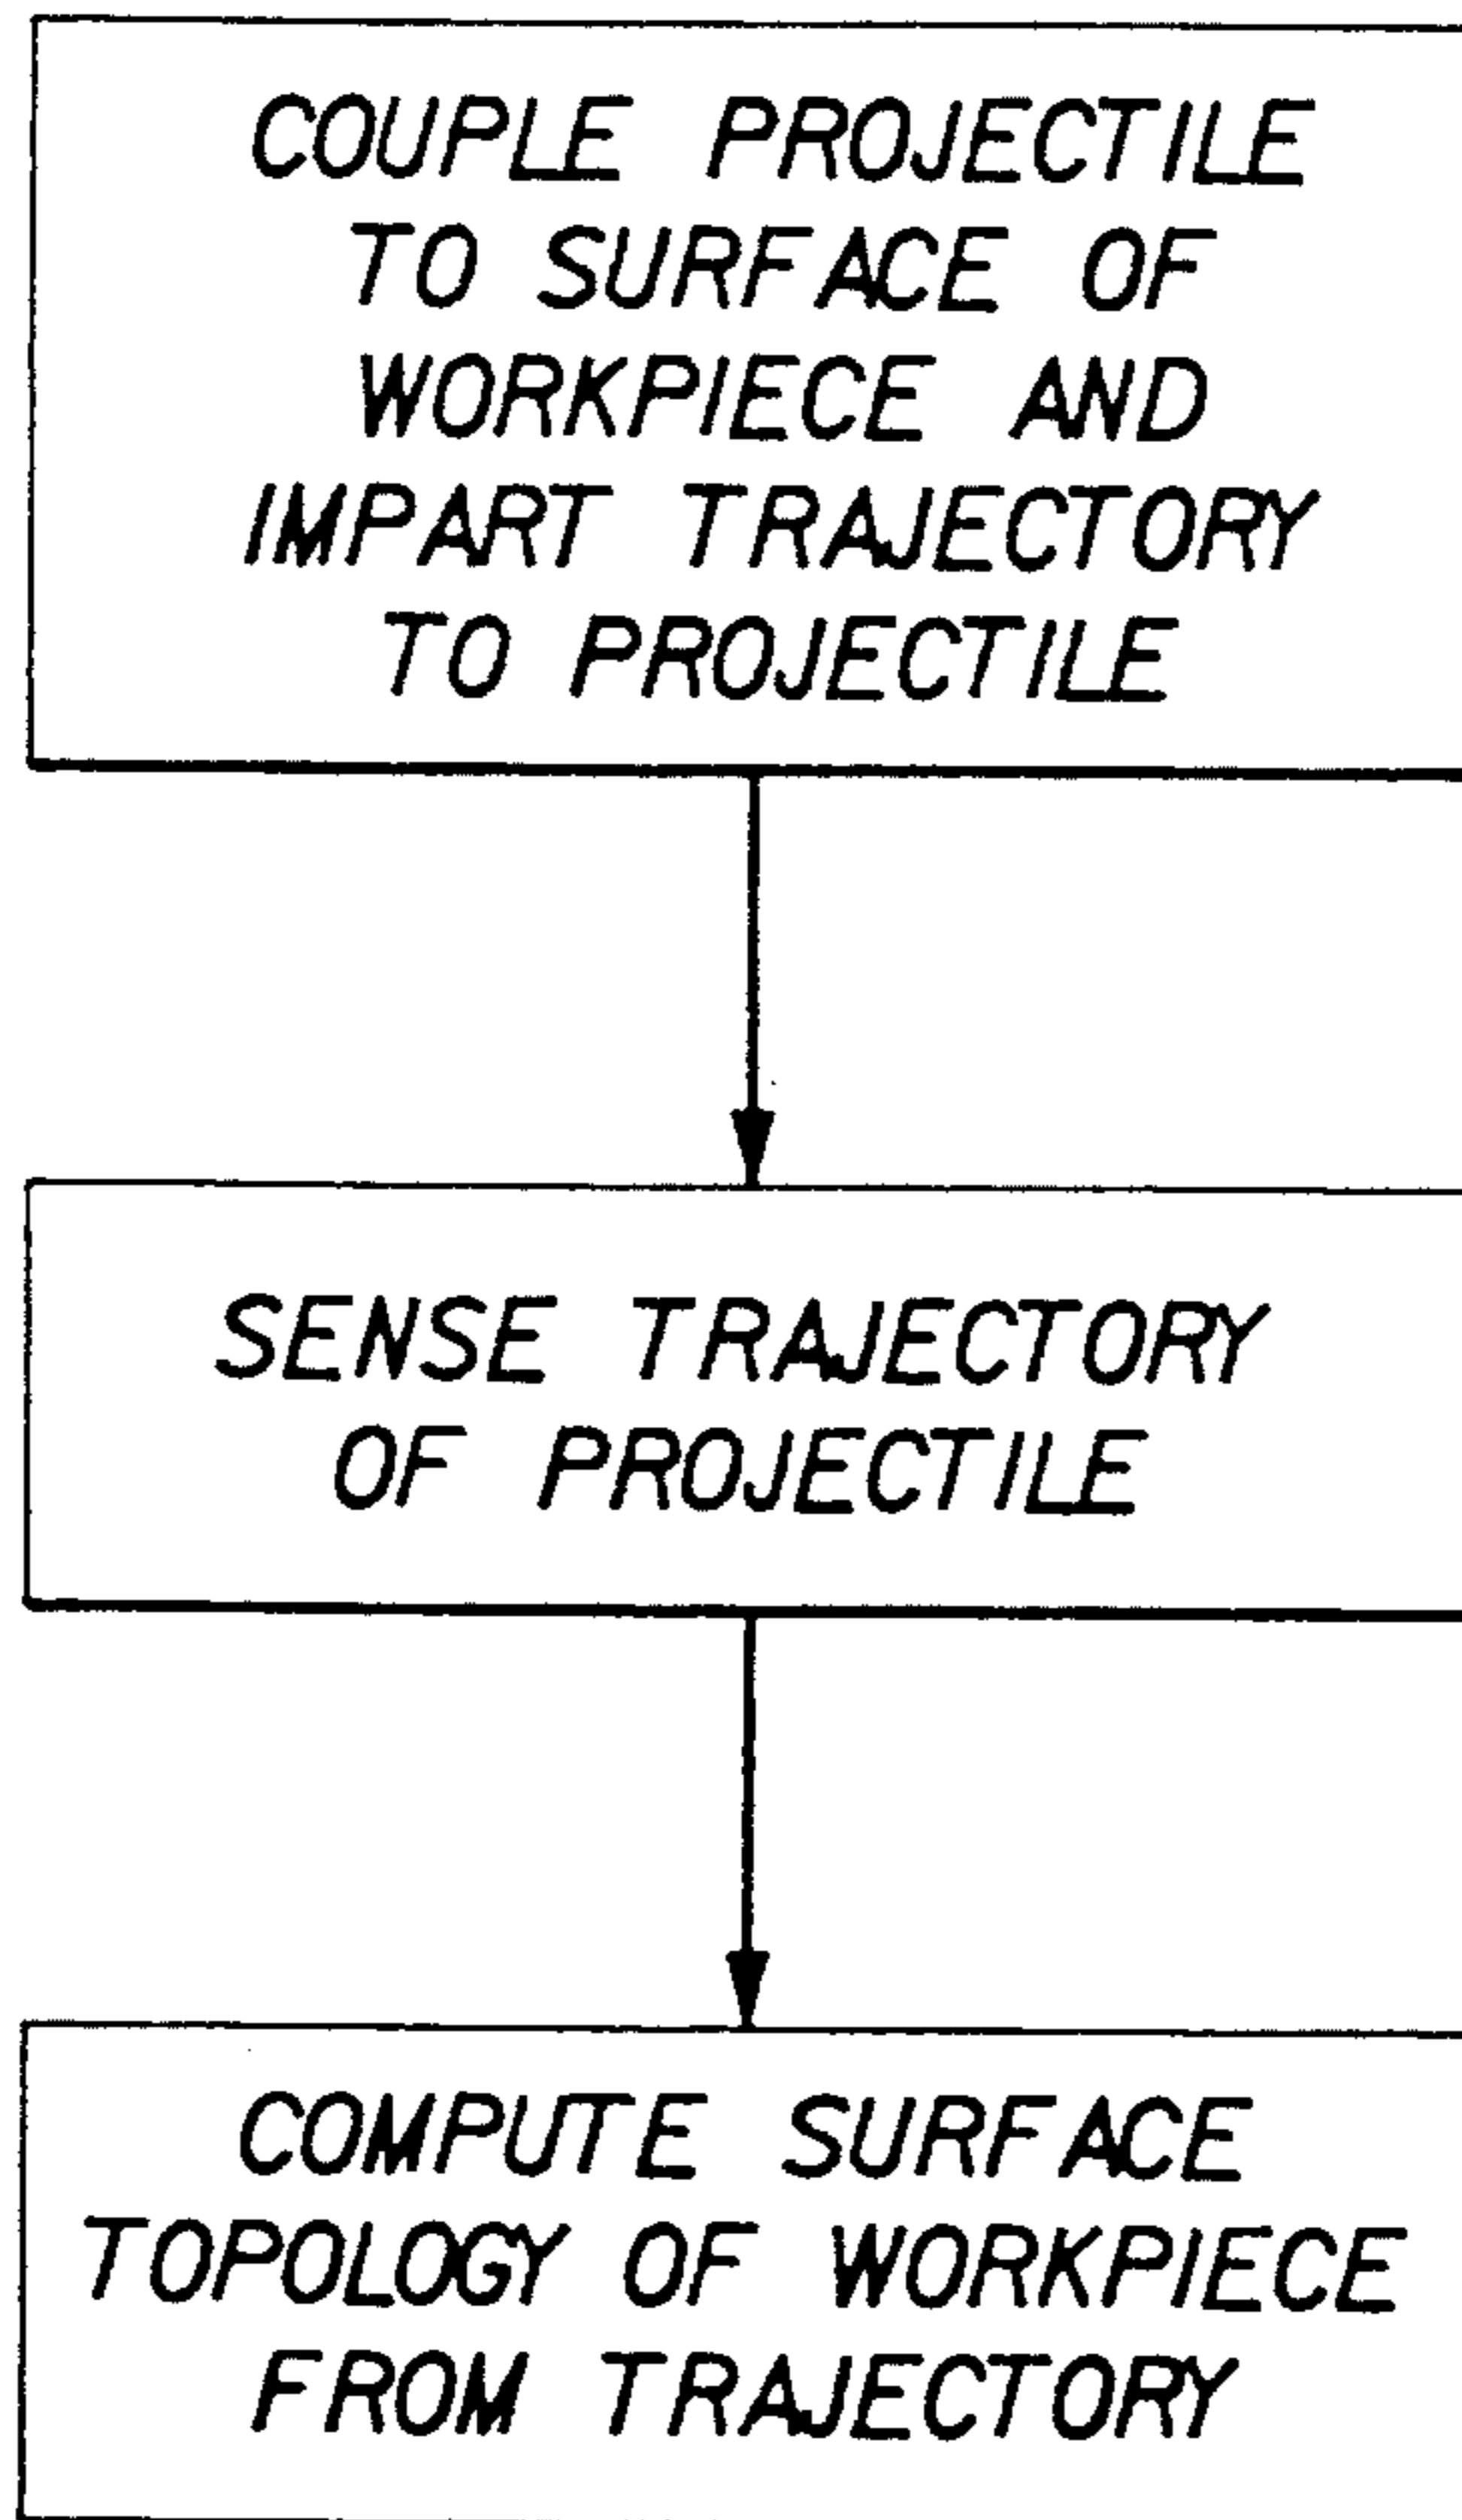 COUPLE PROJECTILE
TO SURFACE OF
WORKPIECE AND
IMPART TRAJECTORY
TO PROJECTILE
SENSE TRAJECTORY
OF PROJECTILE
COMPUTE SURFACE
TOPOLOGY OF WORKPIECE
FROM TRAJECTORY